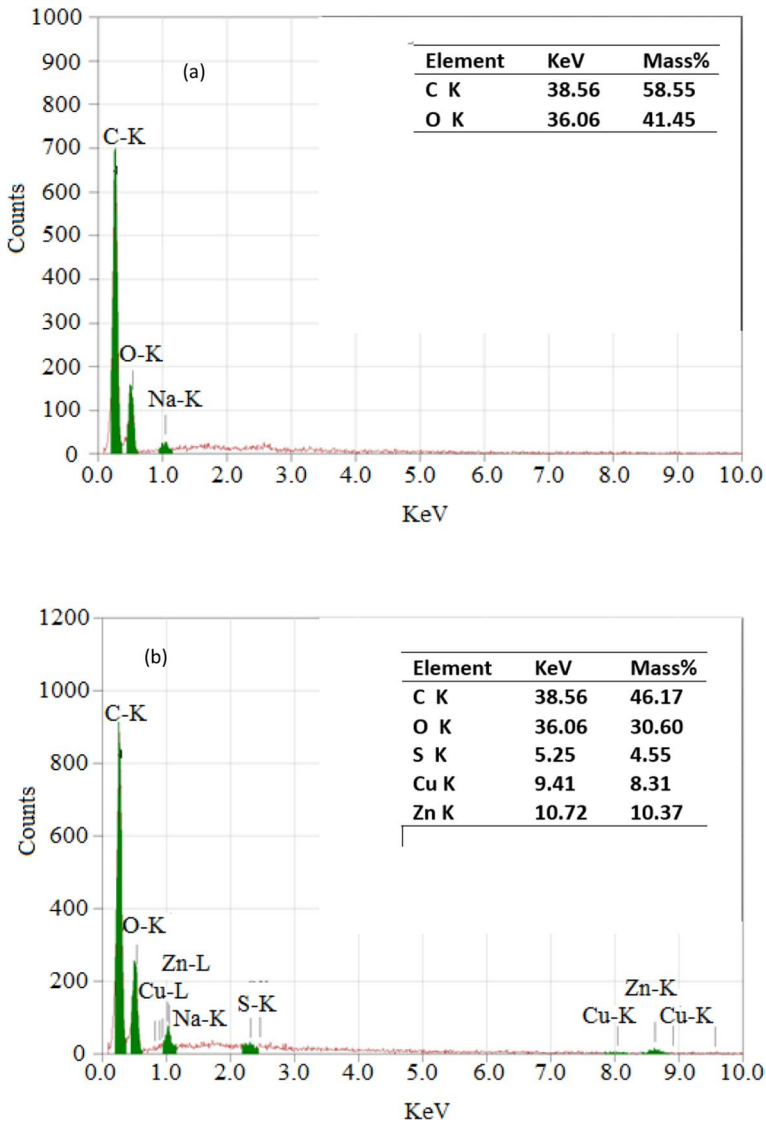 1000
900
800
700
600
500
400
300
200
100
0
Counts
(a)
Element KeV Mass%
C K 38.56 58.55
O K 36.06 41.45
C-K
O-K
Na-K
0.0 1.0 2.0 3.0 4.0 5.0 6.0 7.0 8.0 9.0 10.0
KeV
1200
1000
800
600
400
200
0
Counts
(b)
Element KeV Mass%
C K 38.56 46.17
O K 36.06 30.60
S K 5.25 4.55
Cu K 9.41 8.31
Zn K 10.72 10.37
C-K
O-K
Zn-L
Cu-L
Na-K
S-K
Zn-K
Cu-K Cu-K
0.0 1.0 2.0 3.0 4.0 5.0 6.0 7.0 8.0 9.0 10.0
KeV